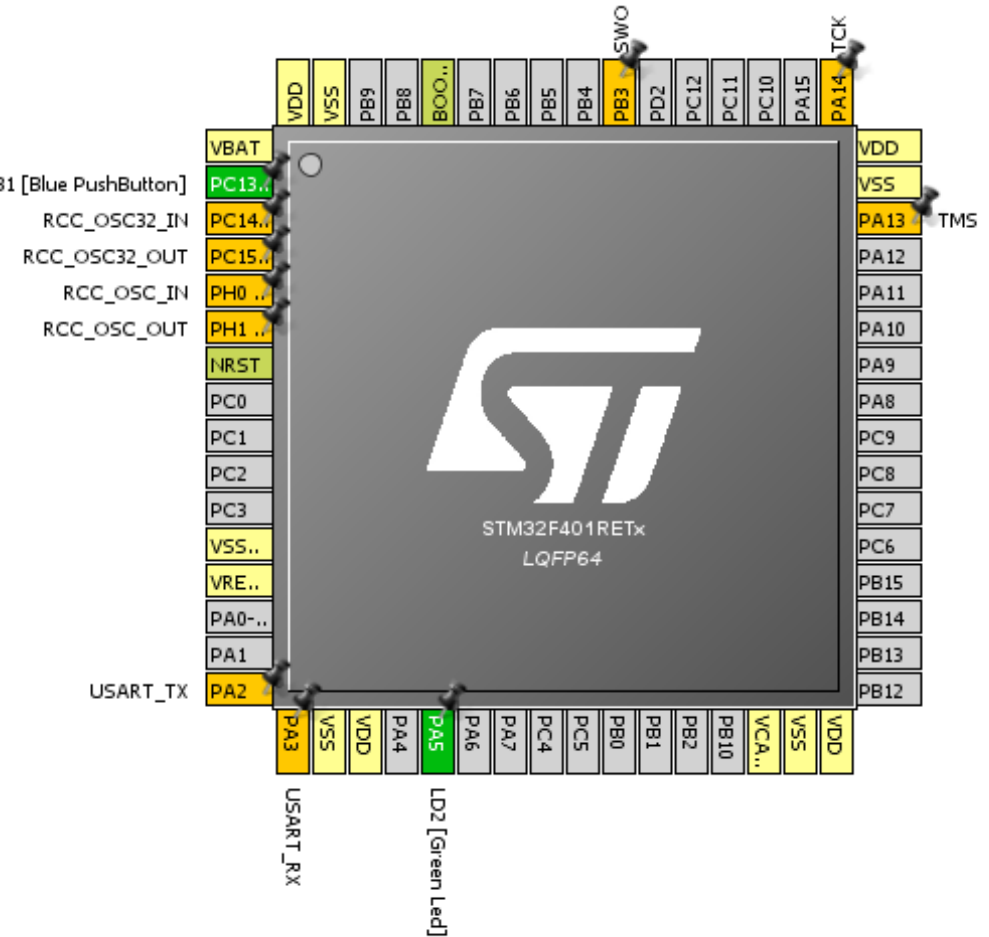 SWO
TCK
VDD
VSS
PB9
PB8
BOO..
PB7
PB6
PB5
PB4
PB3
PD2
PC12
PC11
PC10
PA15
PA14
VBAT
B1 [Blue PushButton] PC13..
RCC_OSC32_IN PC14..
RCC_OSC32_OUT PC15..
RCC_OSC_IN PH0 ..
RCC_OSC_OUT PH1 ..
NRST
PC0
PC1
PC2
PC3
VSS..
VRE..
PA0-..
PA1
USART_TX PA2
STM32F401RETx
LQFP64
VDD
VSS
PA13 TMS
PA12
PA11
PA10
PA9
PA8
PC9
PC8
PC7
PC6
PB15
PB14
PB13
PB12
PA3
VSS
VDD
PA4
PA5
PA6
PA7
PC4
PC5
PB0
PB1
PB2
PB10
VCA..
VSS
VDD
USART_RX
LD2 [Green Led]